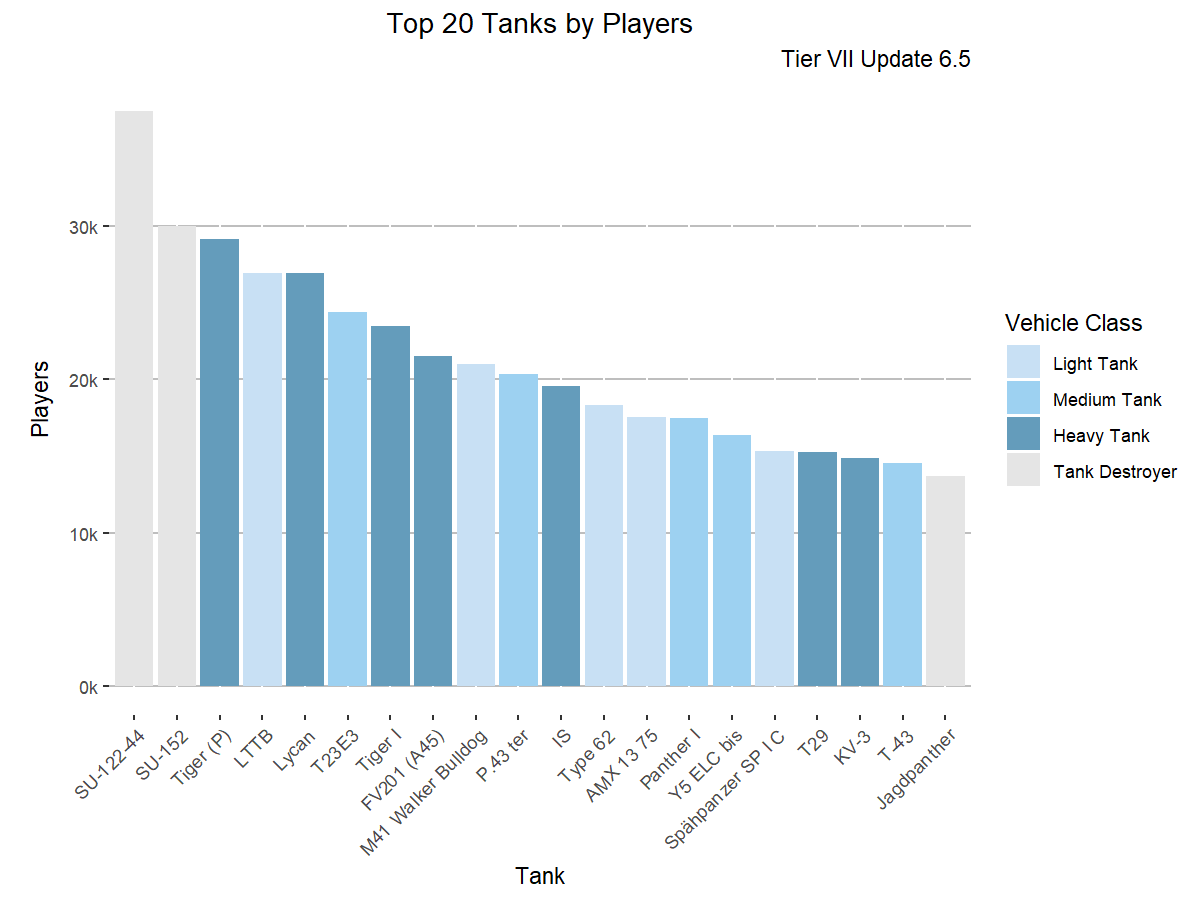 Top 20 Tanks by Players
Tier VII Update 6.5
Players
30k
20k
10k
0k
SU-122-44
SU-152
Tiger (P)
LTTB
Lycan
T23E3
Tiger I
FV201 (A45)
M41 Walker Bulldog
P.43 ter
IS
Type 62
AMX 13 75
Panther I
Y5 ELC bis
Spähpanzer SP I C
T29
KV-3
T-43
Jagdpanther
Tank
Vehicle Class
Light Tank
Medium Tank
Heavy Tank
Tank Destroyer